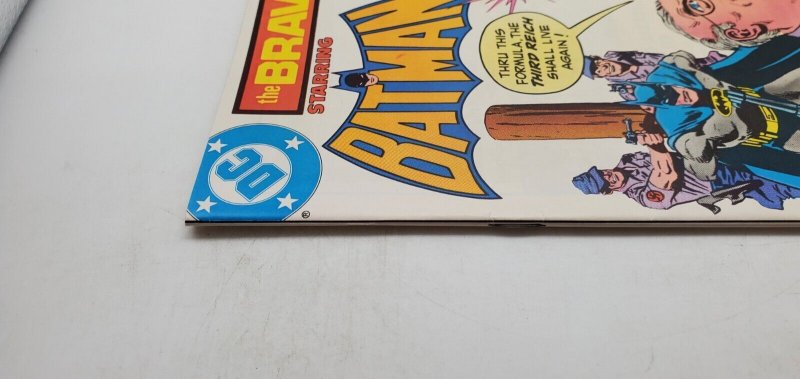 the BRAV
STARRING
BATMAN
DC
®
THRU THIS
FORMULA, THE
THIRD REICH
SHALL LIVE
AGAIN!